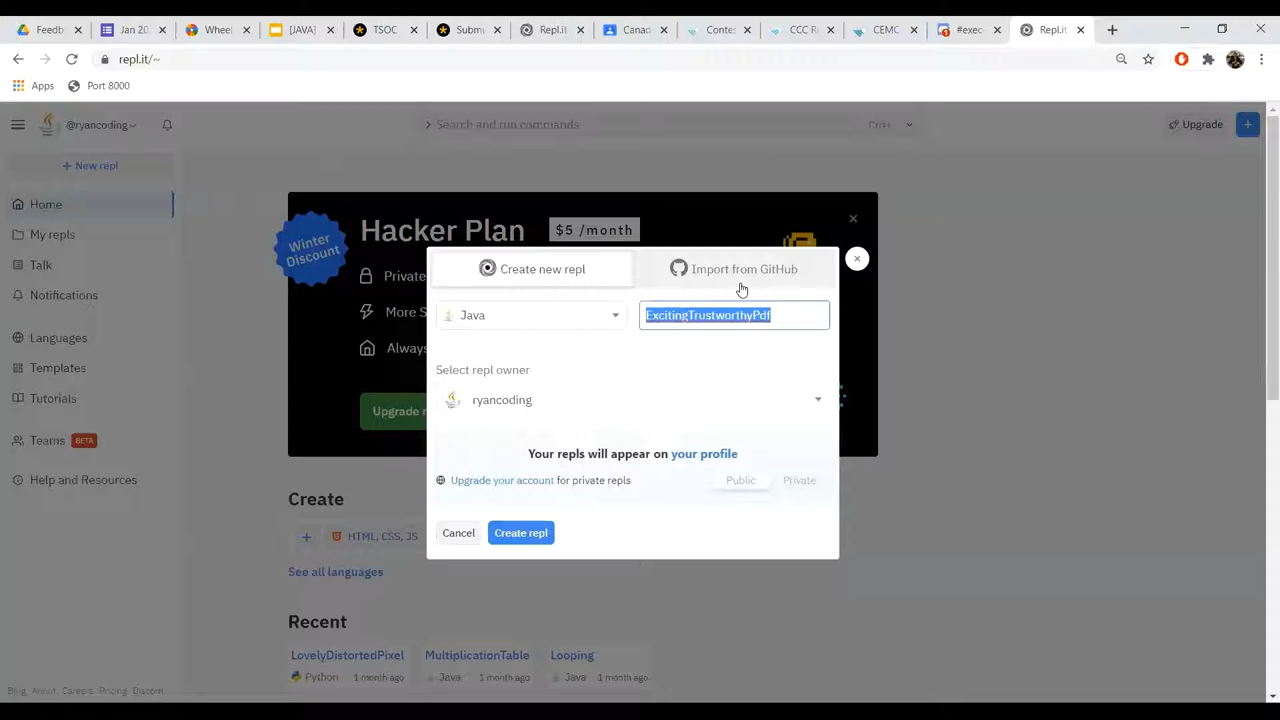 Feedb
Jan 20.
Wheel
[JAVA]
TSOC
Subm
Repl.it
Canad
Contes
CCC R
CEMC
#exec
Repl.it
repl.it/~
Apps
Port 8000
@ryancoding
Search and run commands
Ctrl+
Upgrade
+ New repl
Home
My repls
Talk
Notifications
Languages
Templates
Tutorials
Teams BETA
Help and Resources
Winter Discount
Hacker Plan $5 /month
Private
More S
Always
Upgrade
Create new repl
Import from GitHub
Java
ExcitingTrustworthyPdf
Select repl owner
ryancoding
Your repls will appear on your profile
Upgrade your account for private repls
Public
Private
Cancel
Create repl
Create
+ HTML, CSS, JS
See all languages
Recent
LovelyDistortedPixel
Python 1 month ago
MultiplicationTable
Java 1 month ago
Looping
Java 1 month ago
Blog About Careers Pricing Discord